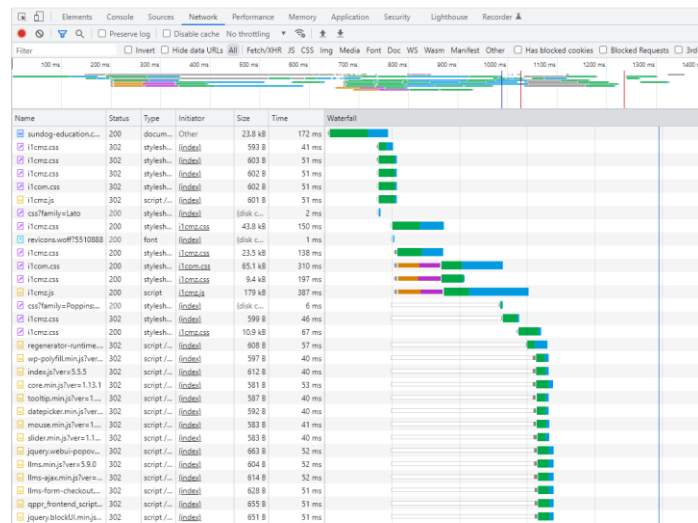 Elements Console Sources Network Performance Memory Application Security Lighthouse Recorder
Preserve log Disable cache No throttling
Filter Invert Hide data URLs All Fetch/XHR JS CSS Img Media Font Doc WS Wasm Manifest Other Has blocked cookies Blocked Requests 3rd
100 ms 200 ms 300 ms 400 ms 500 ms 600 ms 700 ms 800 ms 900 ms 1000 ms 1100 ms 1200 ms 1300 ms 1400
Name Status Type Initiator Size Time Waterfall
sundog-education.c... 200 docum... Other 23.8 kB 172 ms
i1cmz.css 302 stylesh... (index) 593 B 41 ms
i1cmz.css 302 stylesh... (index) 603 B 51 ms
i1cmz.css 302 stylesh... (index) 602 B 51 ms
i1com.css 302 stylesh... (index) 602 B 51 ms
i1cmz.js 302 script /... (index) 601 B 51 ms
css?family=Lato 200 stylesh... (index) (disk c... 2 ms
i1cmz.css 200 stylesh... i1cmz.css 43.8 kB 150 ms
revicons.woff?5510888 200 font (index) (disk c... 1 ms
i1cmz.css 200 stylesh... i1cmz.css 23.5 kB 138 ms
i1com.css 200 stylesh... i1com.css 65.1 kB 310 ms
i1cmz.css 200 stylesh... i1cmz.css 9.4 kB 197 ms
i1cmz.js 200 script i1cmz.js 179 kB 387 ms
css?family=Poppins:... 200 stylesh... (index) (disk c... 6 ms
i1cmz.css 302 stylesh... (index) 599 B 46 ms
i1cmz.css 200 stylesh... i1cmz.css 10.9 kB 67 ms
regenerator-runtime.... 302 script /... (index) 608 B 57 ms
wp-polyfill.min.js?ver... 302 script /... (index) 597 B 40 ms
index.js?ver=5.5.5 302 script /... (index) 612 B 40 ms
core.min.js?ver=1.13.1 302 script /... (index) 581 B 53 ms
tooltip.min.js?ver=1.... 302 script /... (index) 587 B 40 ms
datepicker.min.js?ver... 302 script /... (index) 592 B 40 ms
mouse.min.js?ver=1.... 302 script /... (index) 583 B 41 ms
slider.min.js?ver=1.1... 302 script /... (index) 583 B 40 ms
jquery.webui-popov... 302 script /... (index) 663 B 52 ms
llms.min.js?ver=5.9.0 302 script /... (index) 604 B 52 ms
llms-ajax.min.js?ver=... 302 script /... (index) 614 B 52 ms
llms-form-checkout.... 302 script /... (index) 628 B 51 ms
qppr_frontend_script... 302 script /... (index) 655 B 51 ms
jquery.blockUI.min.js... 302 script /... (index) 651 B 51 ms